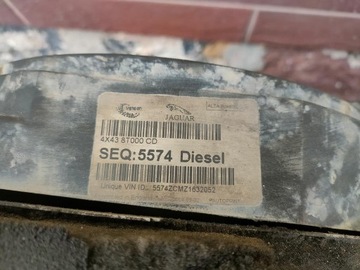 JAGUAR
4X43 8T000 CD
SEQ:5574 Diesel
Unique VIN ID.: 5574ZCMZ1632052